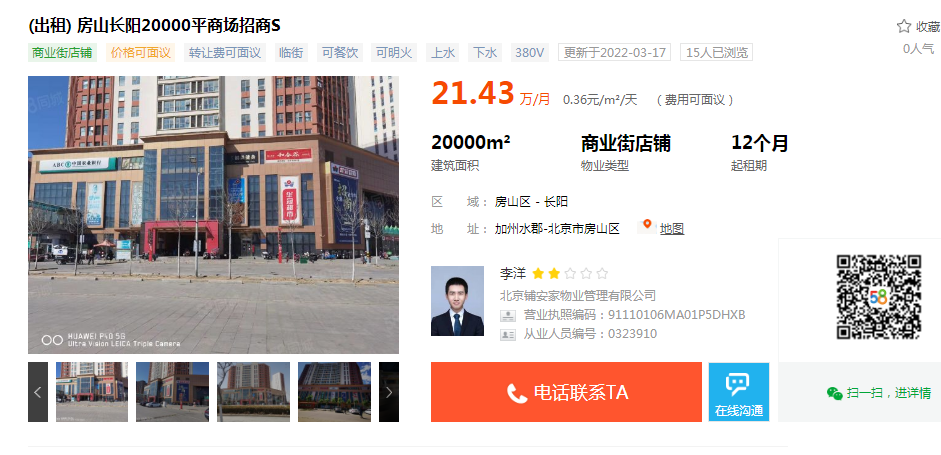 (出租) 房山长阳20000平商场招商S
收藏
商业街店铺 价格可面议 转让费可面议 临街 可餐饮 可明火 上水 下水 380V 更新于2022-03-17 15人已浏览
0人气
21.43 万/月 0.36元/m²/天 （ 费用可面议 ）
20000m² 商业街店铺 12个月
建筑面积 物业类型 起租期
区 域： 房山区 - 长阳
地 址： 加州水郡-北京市房山区 地图
ABC 中国农业银行
李洋
北京铺安家物业管理有限公司
营业执照编码：91110106MA01P5DHXB
从业人员编号：0323910
58
HUAWEI P40 5G
Ultra Vision LEICA Triple Camera
电话联系TA
在线沟通
扫一扫，进详情